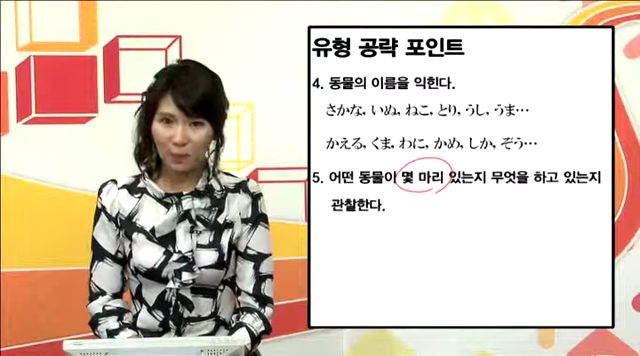 유형 공략 포인트
4. 동물의 이름을 익힌다.
さかな, いぬ, ねこ, とり, うし, うま…
かえる, くま, わに, かめ, しか, ぞう…
5. 어떤 동물이 몇 마리 있는지 무엇을 하고 있는지
관찰한다.